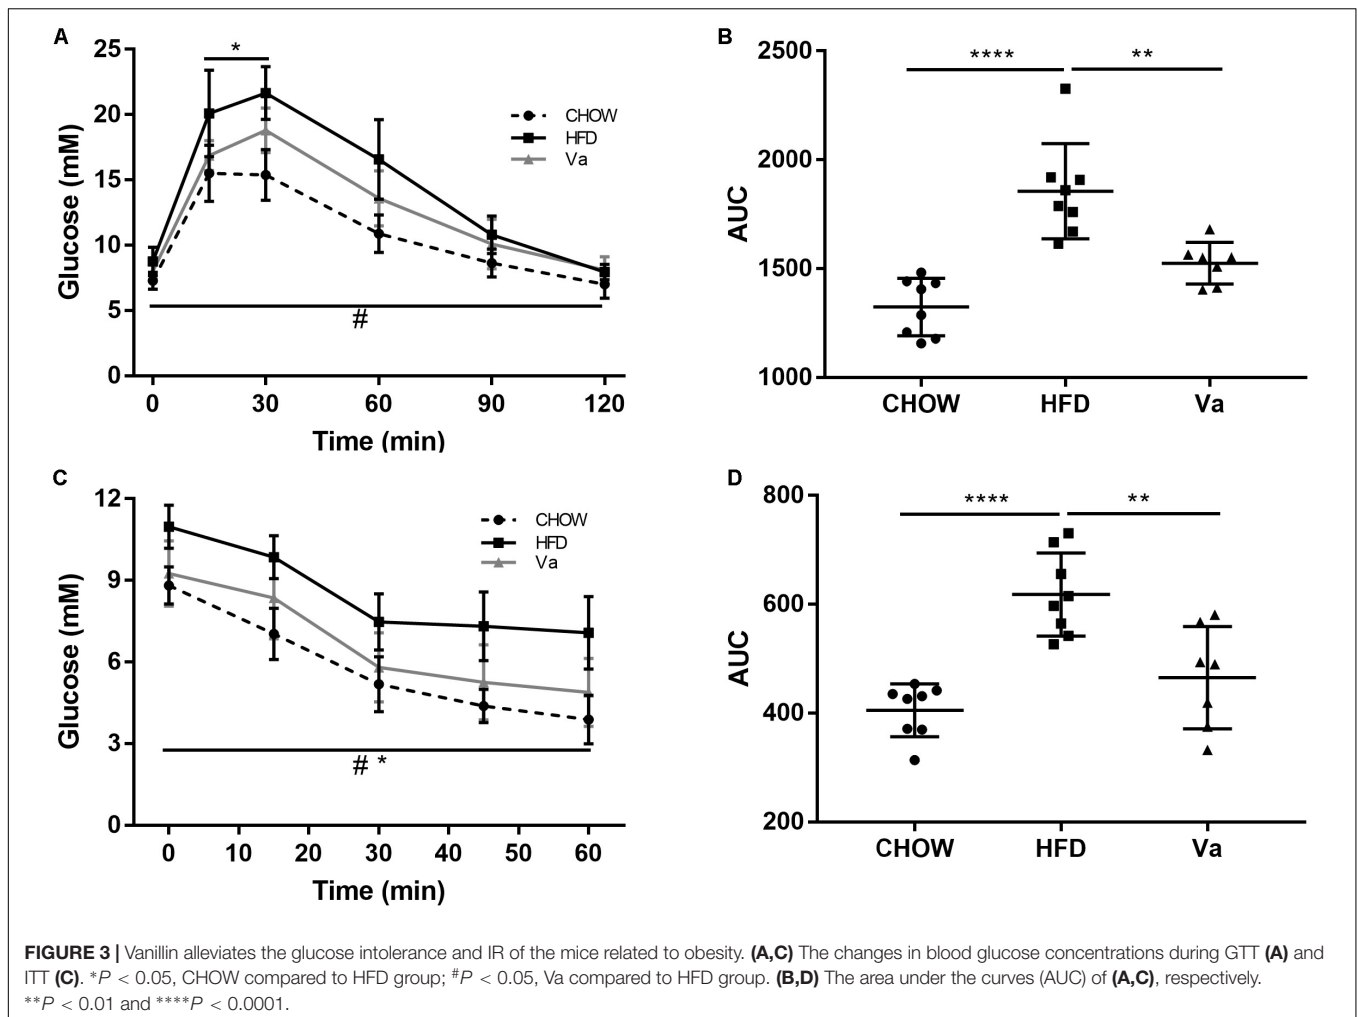 A
B
25
20
15
10
5
0
Glucose (mM)
*
CHOW
HFD
Va
#
0 30 60 90 120
Time (min)
2500
2000
1500
1000
AUC
**** **
CHOW HFD Va
C
D
12
9
6
3
0
Glucose (mM)
CHOW
HFD
Va
# *
0 10 20 30 40 50 60
Time (min)
800
600
400
200
AUC
**** **
CHOW HFD Va
FIGURE 3 | Vanillin alleviates the glucose intolerance and IR of the mice related to obesity. (A,C) The changes in blood glucose concentrations during GTT (A) and
ITT (C). *P < 0.05, CHOW compared to HFD group; #P < 0.05, Va compared to HFD group. (B,D) The area under the curves (AUC) of (A,C), respectively.
**P < 0.01 and ****P < 0.0001.